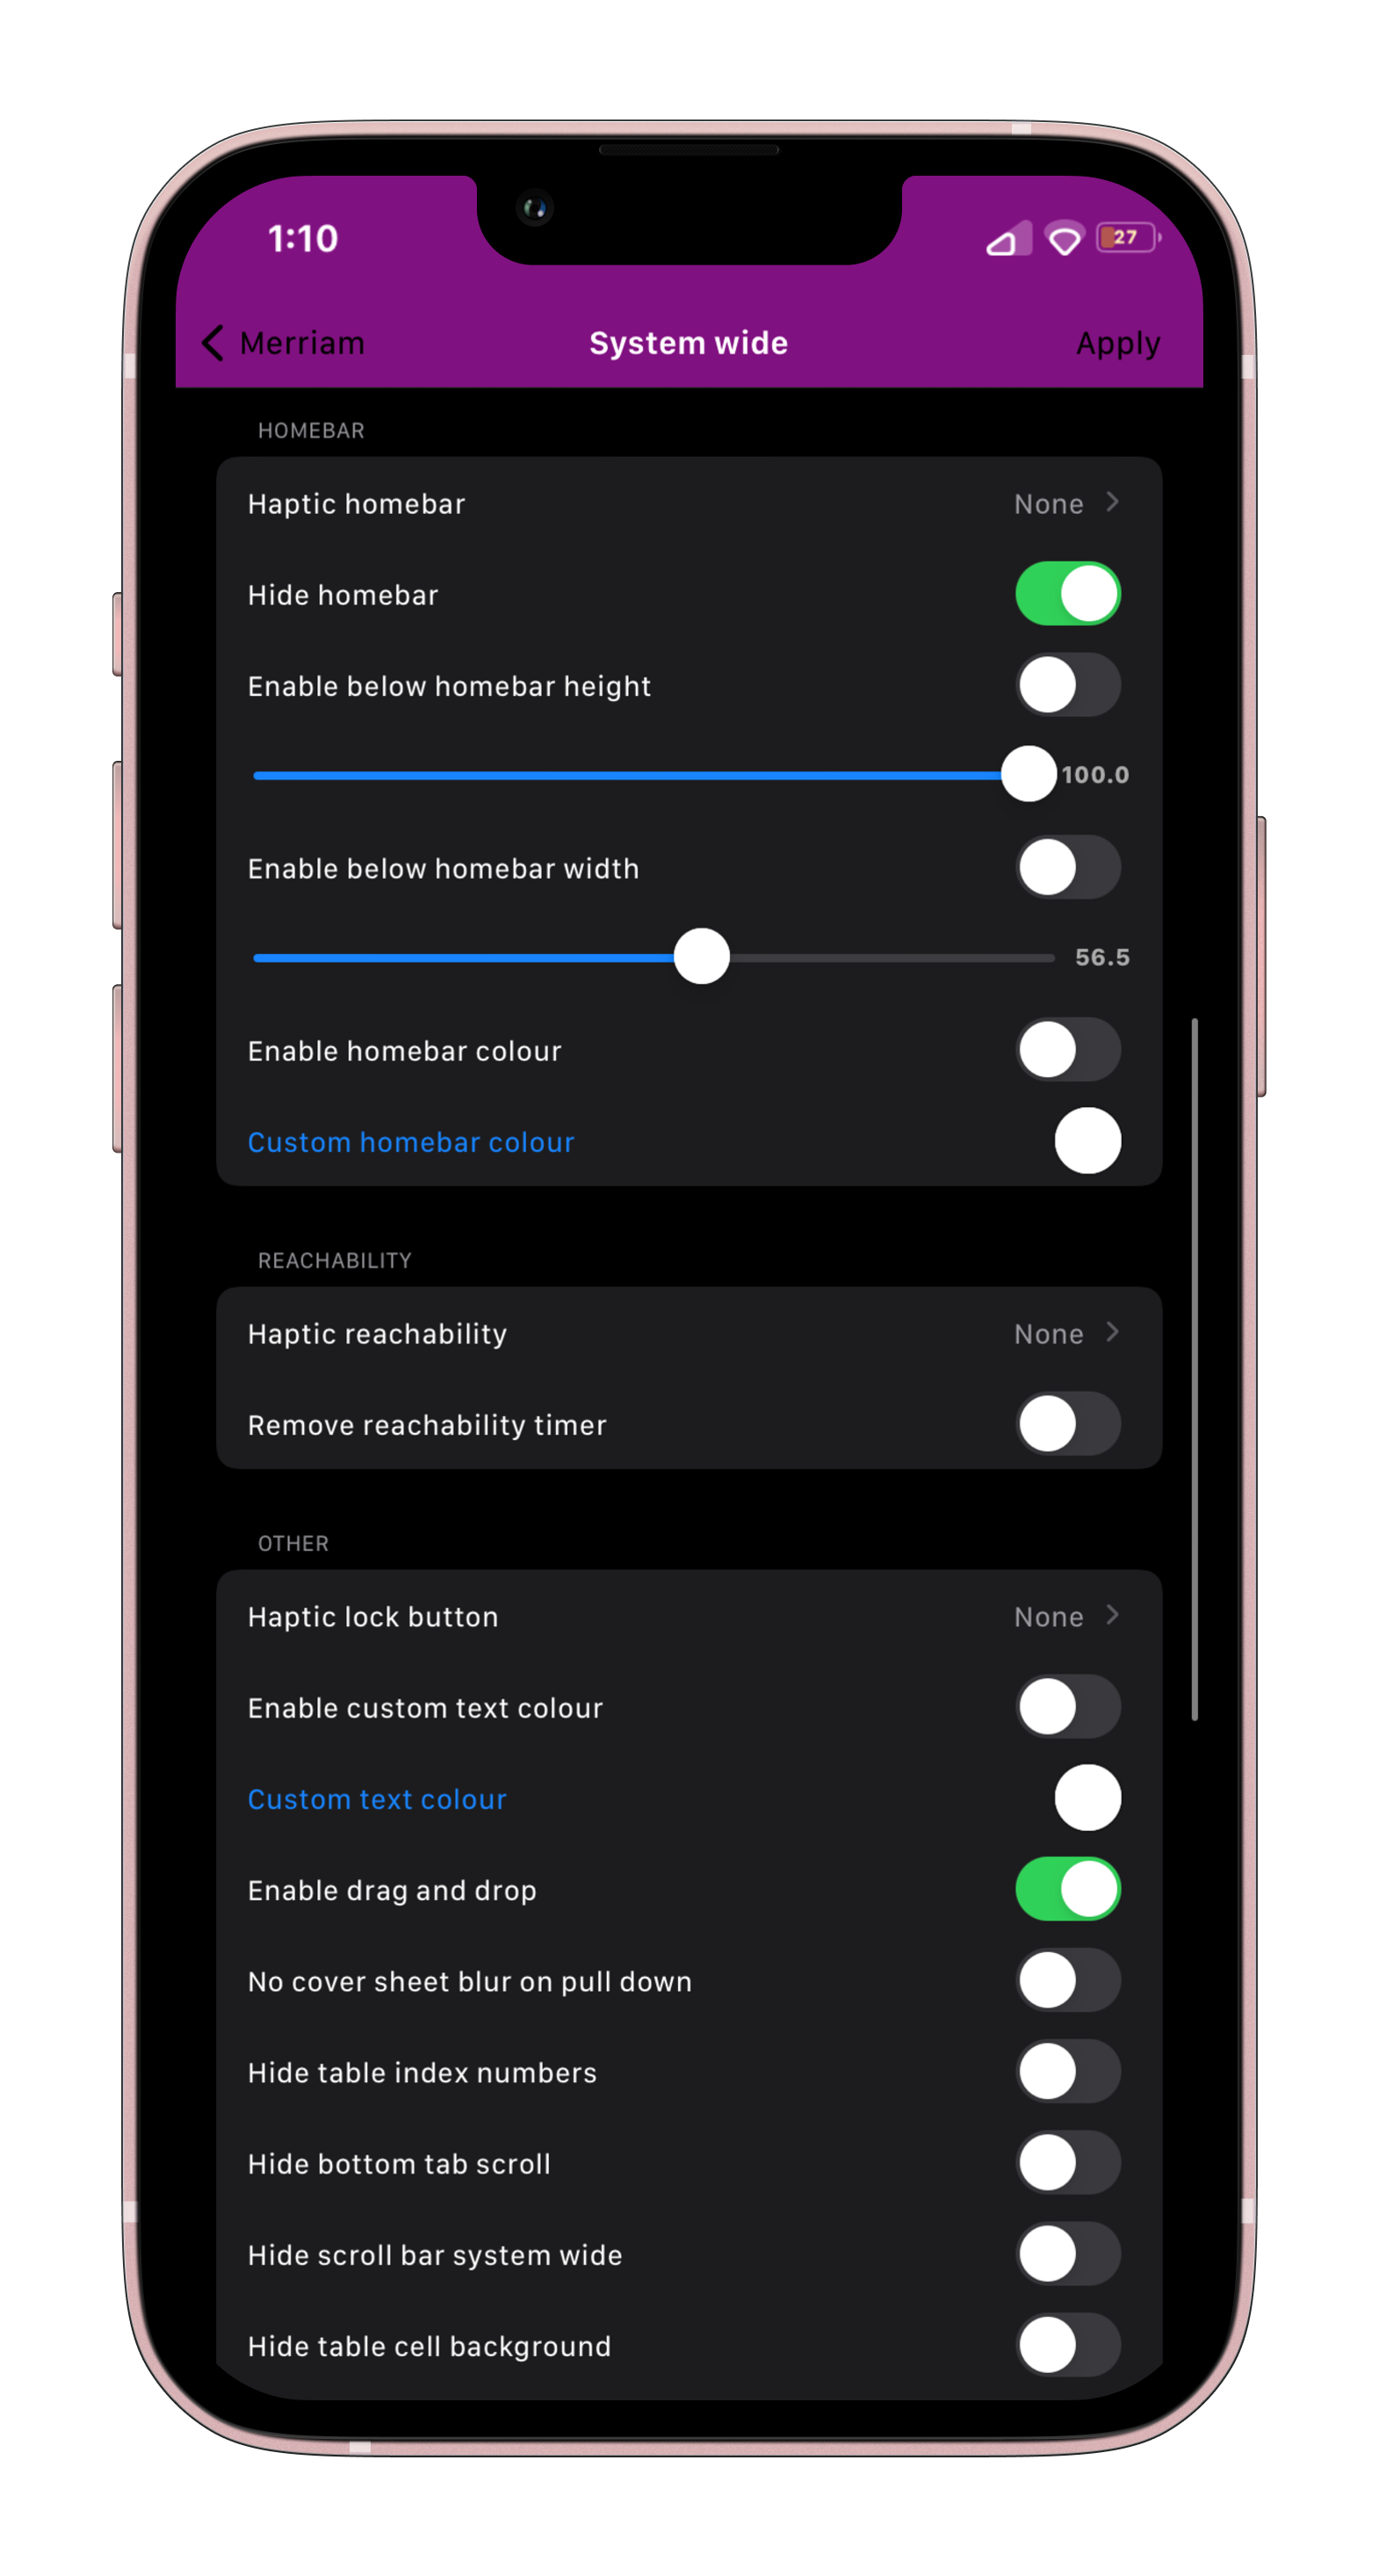 1:10
27
Merriam
System wide
Apply
HOMEBAR
Haptic homebar
None
Hide homebar
Enable below homebar height
100.0
Enable below homebar width
56.5
Enable homebar colour
Custom homebar colour
REACHABILITY
Haptic reachability
None
Remove reachability timer
OTHER
Haptic lock button
None
Enable custom text colour
Custom text colour
Enable drag and drop
No cover sheet blur on pull down
Hide table index numbers
Hide bottom tab scroll
Hide scroll bar system wide
Hide table cell background